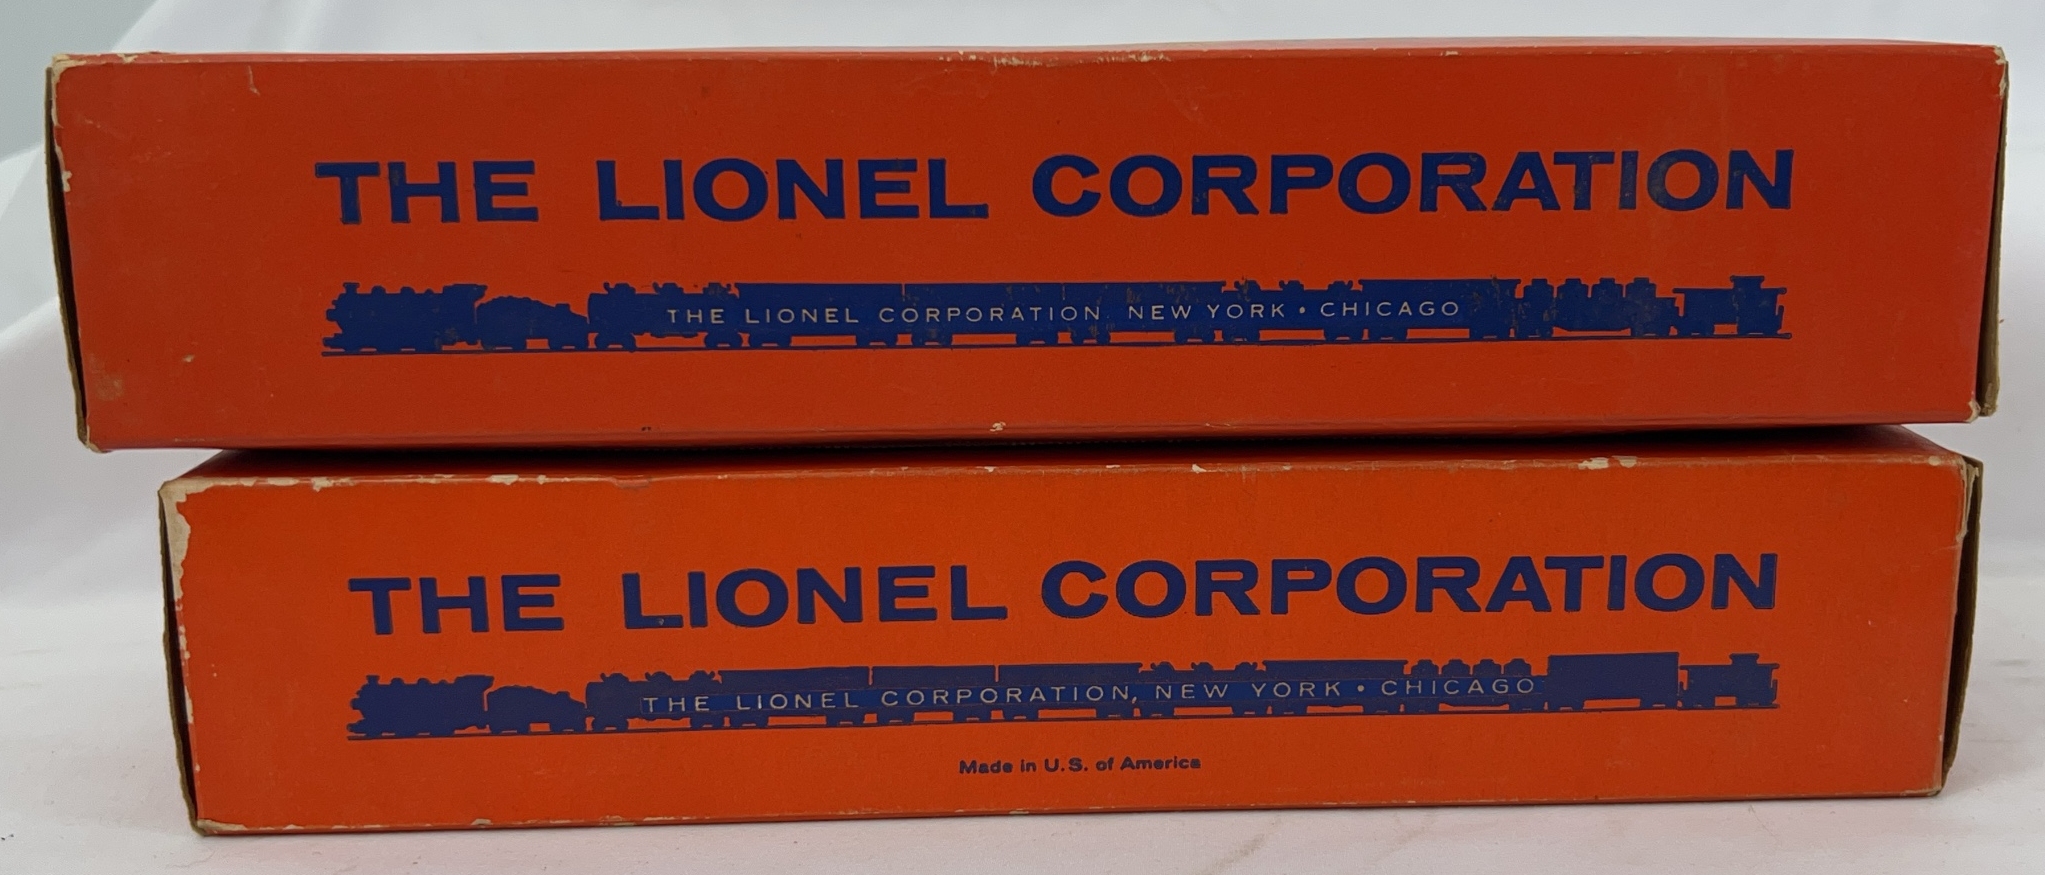 THE LIONEL CORPORATION
THE LIONEL CORPORATION. NEW YORK • CHICAGO
THE LIONEL CORPORATION
THE LIONEL CORPORATION, NEW YORK • CHICAGO
Made in U.S. of America